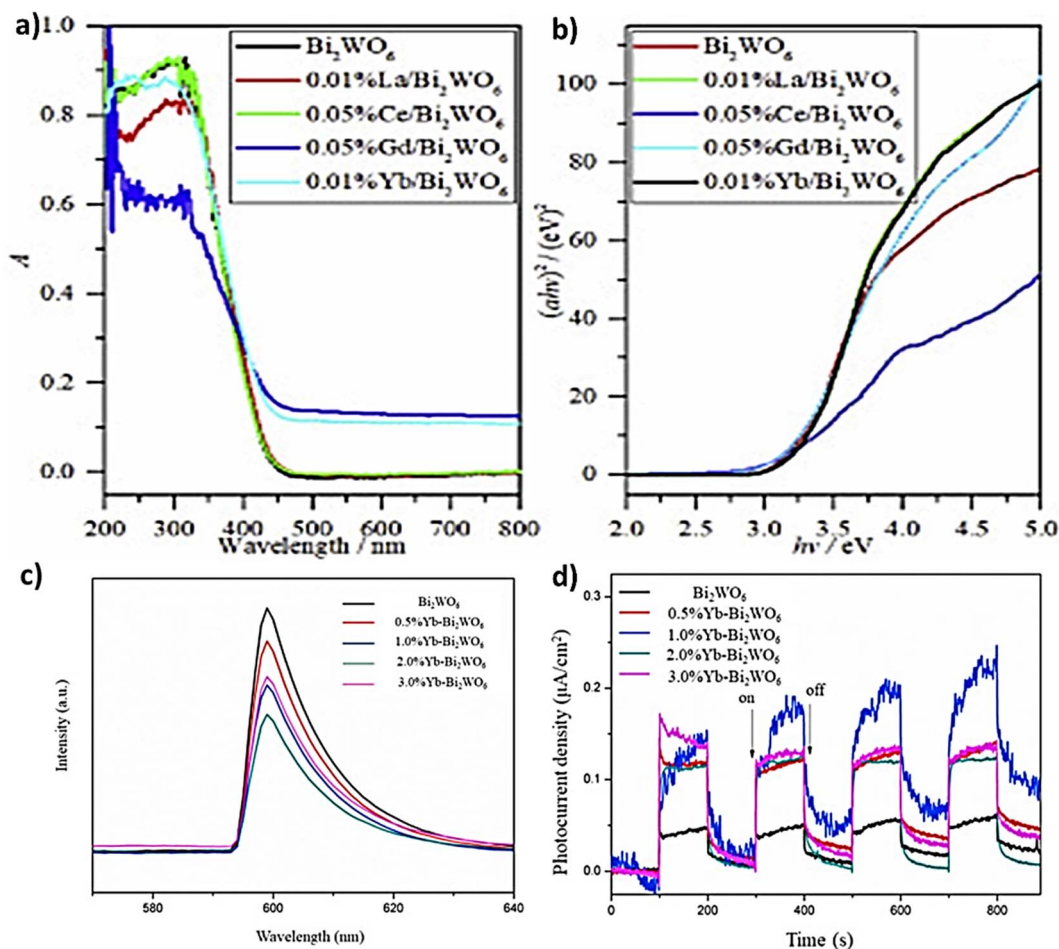 a)
Bi₂WO₆
0.01%La/Bi₂WO₆
0.05%Ce/Bi₂WO₆
0.05%Gd/Bi₂WO₆
0.01%Yb/Bi₂WO₆
A
1.0
0.8
0.6
0.4
0.2
0.0
200 300 400 500 600 700 800
Wavelength / nm
b)
Bi₂WO₆
0.01%La/Bi₂WO₆
0.05%Ce/Bi₂WO₆
0.05%Gd/Bi₂WO₆
0.01%Yb/Bi₂WO₆
(ahv)² / (eV)²
100
80
60
40
20
0
2.0 2.5 3.0 3.5 4.0 4.5 5.0
hv / eV
c)
Bi₂WO₆
0.5%Yb-Bi₂WO₆
1.0%Yb-Bi₂WO₆
2.0%Yb-Bi₂WO₆
3.0%Yb-Bi₂WO₆
Intensity (a.u.)
580 600 620 640
Wavelength (nm)
d)
Bi₂WO₆
0.5%Yb-Bi₂WO₆
1.0%Yb-Bi₂WO₆
2.0%Yb-Bi₂WO₆
3.0%Yb-Bi₂WO₆
on
off
Photocurrent density (μA/cm²)
0.3
0.2
0.1
0.0
0 200 400 600 800
Time (s)